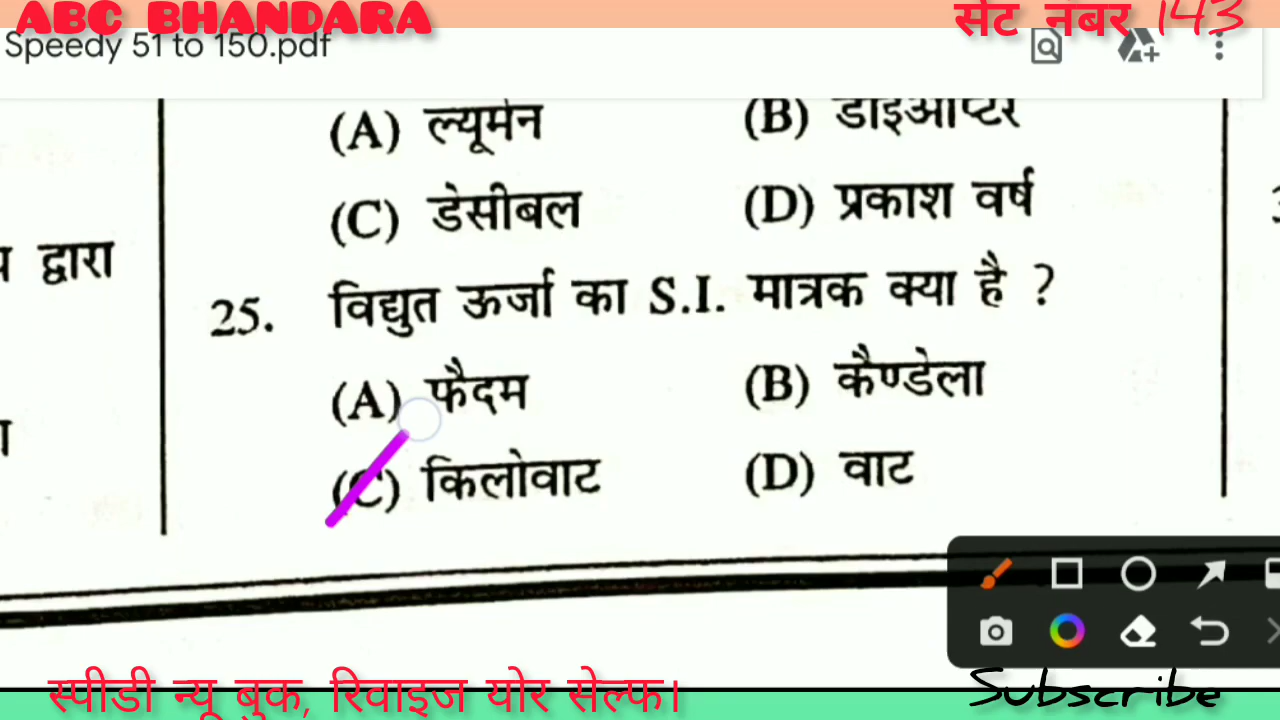 ABC BHANDARA
सेट नंबर 143
Speedy 51 to 150.pdf
(A) ल्यूमेन (B) डाइआप्टर
(C) डेसीबल (D) प्रकाश वर्ष
द्वारा
25. विद्युत ऊर्जा का S.I. मात्रक क्या है ?
(A) फैदम (B) कैण्डेला
(C) किलोवाट (D) वाट
स्पीडी न्यू बुक, रिवाइज योर सेल्फ।
Subscribe